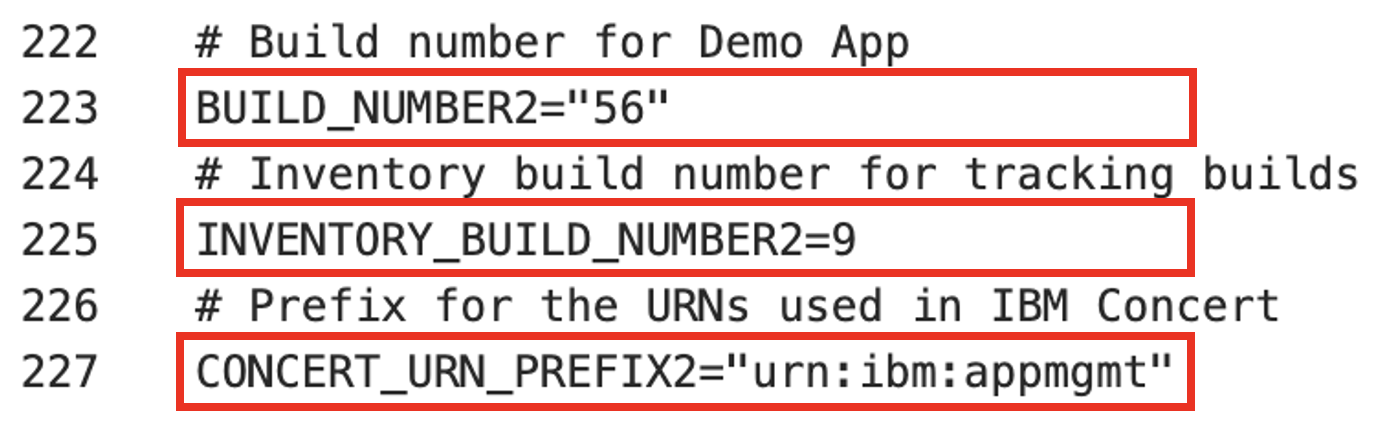 222 # Build number for Demo App
223 BUILD_NUMBER2="56"
224 # Inventory build number for tracking builds
225 INVENTORY_BUILD_NUMBER2=9
226 # Prefix for the URNs used in IBM Concert
227 CONCERT_URN_PREFIX2="urn:ibm:appmgmt"